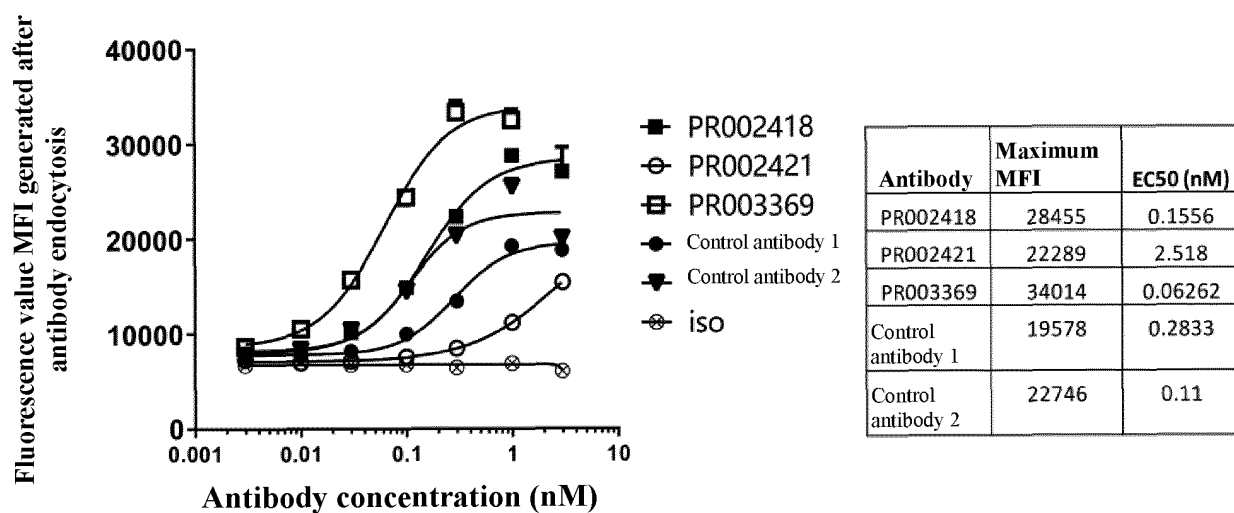 Fluorescence value MFI generated after
antibody endocytosis
40000
30000
20000
10000
0
0.001
0.01
0.1
1
10
Antibody concentration (nM)
PR002418
PR002421
PR003369
Control antibody 1
Control antibody 2
iso
Antibody
Maximum
MFI
EC50 (nM)
PR002418 28455 0.1556
PR002421 22289 2.518
PR003369 34014 0.06262
Control
antibody 1
19578 0.2833
Control
antibody 2
22746 0.11